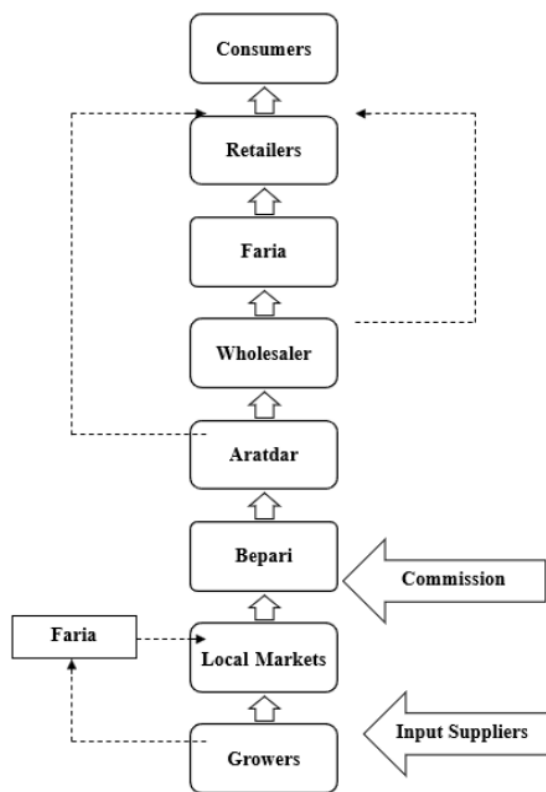 Consumers
Retailers
Faria
Wholesaler
Aratdar
Bepari
Commission
Faria
Local Markets
Input Suppliers
Growers